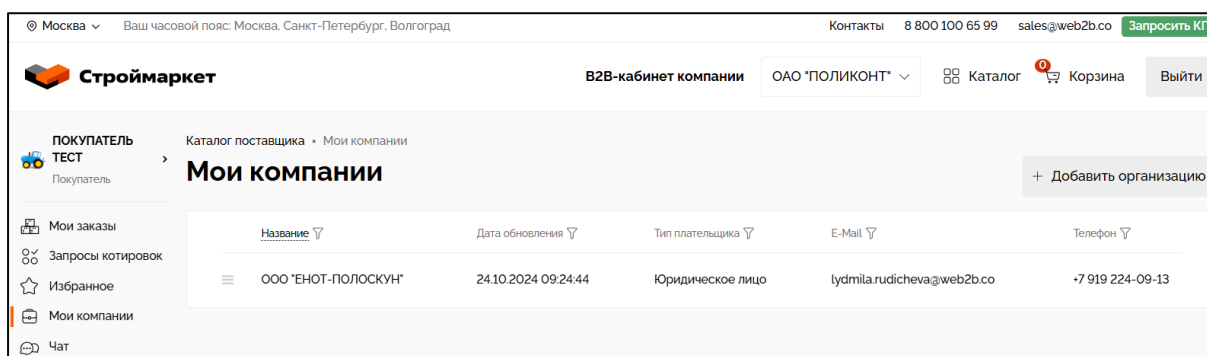 Москва Ваш часовой пояс: Москва, Санкт-Петербург, Волгоград Контакты 8 800 100 65 99 sales@web2b.co Запросить КП
Строймаркет B2B-кабинет компании ОАО "ПОЛИКОНТ" Каталог 0 Корзина Выйти
ПОКУПАТЕЛЬ ТЕСТ
Покупатель
Каталог поставщика • Мои компании
Мои компании
+ Добавить организацию
Мои заказы
Запросы котировок
Избранное
Мои компании
Чат
Название Дата обновления Тип плательщика E-Mail Телефон
ООО "ЕНОТ-ПОЛОСКУН" 24.10.2024 09:24:44 Юридическое лицо lydmila.rudicheva@web2b.co +7 919 224-09-13